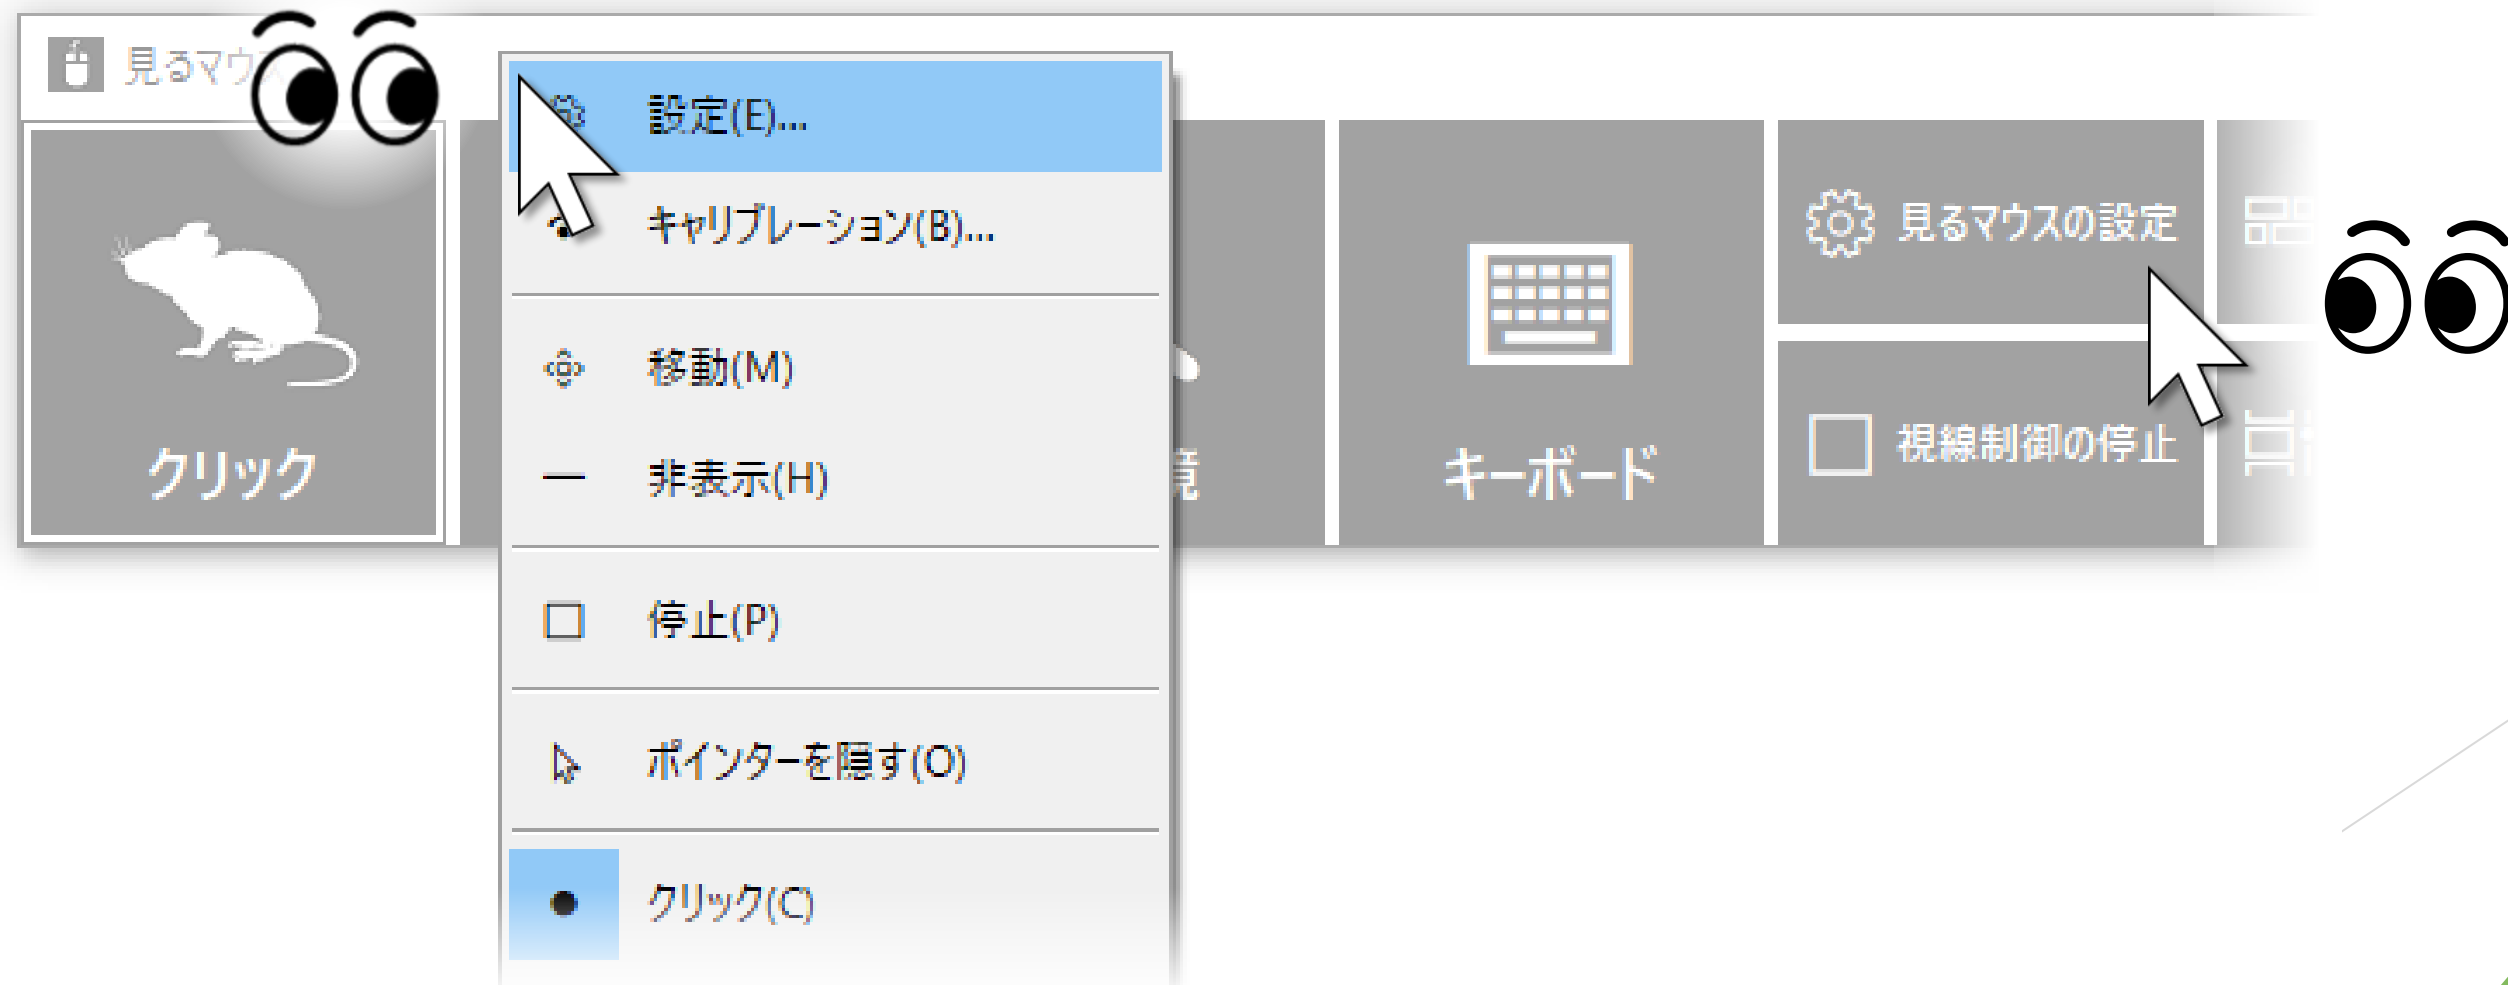 見るマウ
設定(E)...
キャリブレーション(B)...
移動(M)
非表示(H)
停止(P)
ポインターを隠す(O)
クリック(C)
クリック
キーボード
見るマウスの設定
視線制御の停止